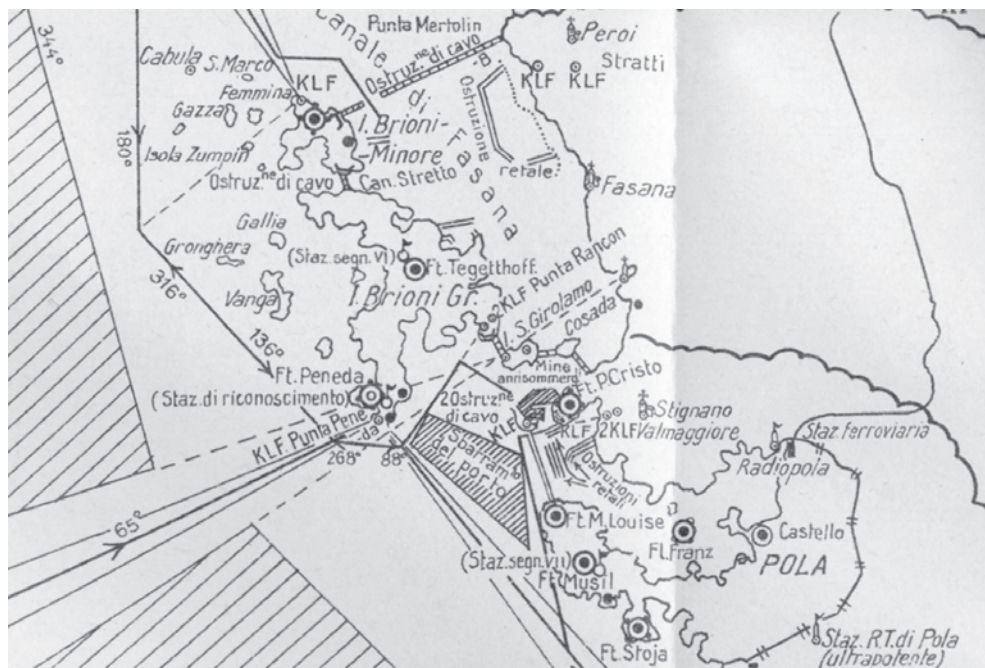 344°
Canale
di
Fasana
Punta Mertolin
Ostruz.ne di cavo
Peroi
Stratti
KLF
KLF
"B"
Ostruzione
retale
Cabula
S. Marco
KLF
Femmina
Gazza
I. Brioni-
Minore
Isola Zumpin
Ostruz.ne di cavo
Can. Stretto
Fasana
180°
Gallia
Gronghera
(Staz. segn. VI)
Ft. Tegetthoff.
I. Brioni Gr.
Vanga
316°
136°
2KLF Punta Rancon
I. S. Girolamo
Cosada
Mine
Ft. Peneda
(Staz. di riconoscimento)
KLF. Punta Pene
da
268°
88°
65°
2Ostruz.ne
di cavo
Sbarramento
del porto
KLF
Ft. P. Cristo
KLF
2KLF
Stignano
Valmaggiore
Ostruzioni
retali
Staz. ferroviaria
Radiopola
Ft. M. Louise
Ft. Franz
Castello
POLA
(Staz. segn. VII)
Ft. Musil
Ft. Stoja
Staz. R.T. di Pola
(ultrapotente)